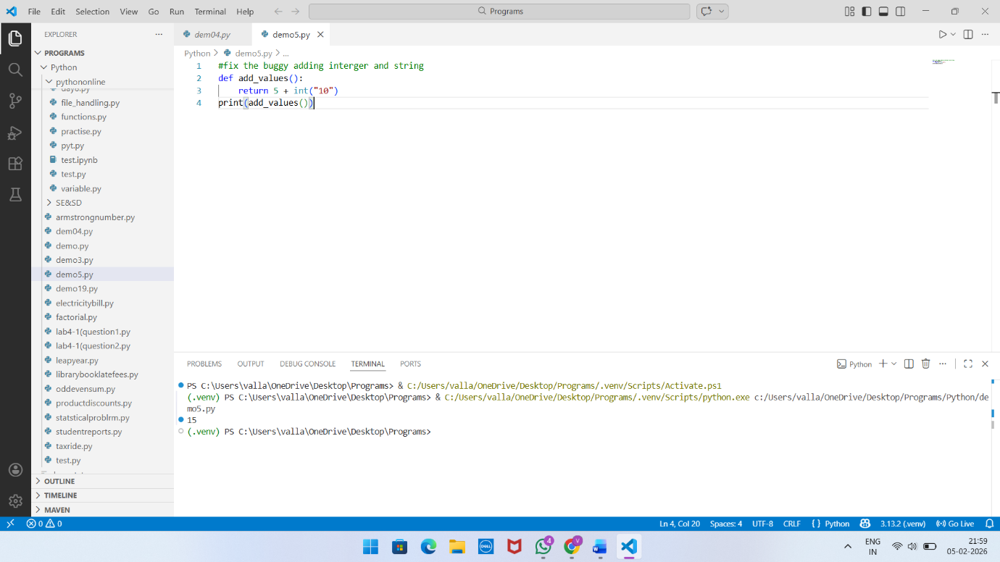 File Edit Selection View Go Run Terminal Help
Programs
EXPLORER
dem04.py
demo5.py
PROGRAMS
Python
pythononline
file_handling.py
functions.py
practise.py
pyt.py
test.ipynb
test.py
variable.py
SE&SD
armstrongnumber.py
dem04.py
demo.py
demo3.py
demo5.py
demo19.py
electricitybill.py
factorial.py
lab4-1(question1.py
lab4-1(question2.py
leapyear.py
librarybooklatefees.py
oddevensum.py
productdiscounts.py
statsticalproblrm.py
studentreports.py
taxride.py
test.py
OUTLINE
TIMELINE
MAVEN
Python > demo5.py > ...
1 #fix the buggy adding interger and string
2 def add_values():
3 return 5 + int("10")
4 print(add_values())
PROBLEMS OUTPUT DEBUG CONSOLE TERMINAL PORTS
Python
PS C:\Users\valla\OneDrive\Desktop\Programs> & C:/Users/valla/OneDrive/Desktop/Programs/.venv/Scripts/Activate.ps1
(.venv) PS C:\Users\valla\OneDrive\Desktop\Programs> & C:/Users/valla/OneDrive/Desktop/Programs/.venv/Scripts/python.exe c:/Users/valla/OneDrive/Desktop/Programs/Python/de
mo5.py
15
(.venv) PS C:\Users\valla\OneDrive\Desktop\Programs>
0 0
Ln 4, Col 20 Spaces: 4 UTF-8 CRLF {} Python 3.13.2 (.venv) Go Live
DELL
4
V
W
ENG
IN
21:59
05-02-2026